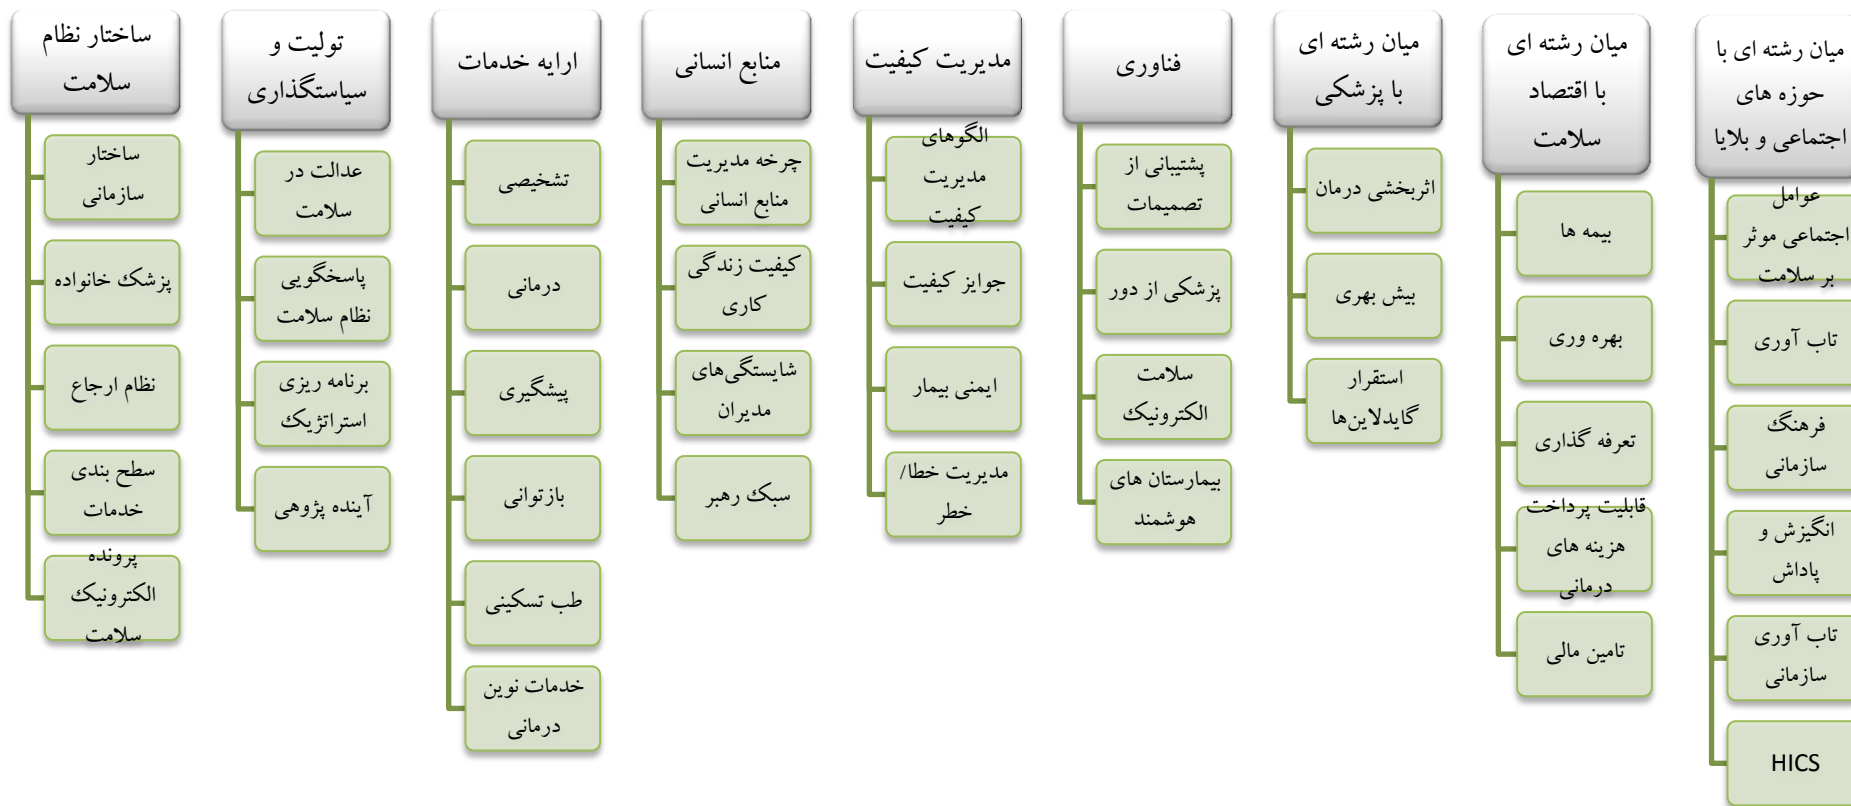 میان رشته ای با
حوزه های
اجتماعی و بلایا
عوامل
اجتماعی موثر
بر سلامت
تاب آوری
فرهنگ
سازمانی
انگیزش و
پاداش
تاب آوری
سازمانی
HICS
میان رشته ای
با اقتصاد
سلامت
بیمه ها
بهره وری
تعرفه گذاری
قابلیت پرداخت
هزینه های
درمانی
تامین مالی
میان رشته ای
با پزشکی
اثربخشی درمان
بیش بهری
استقرار
گایدلاین‌ها
فناوری
پشتیبانی از
تصمیمات
پزشکی از دور
سلامت
الکترونیک
بیمارستان های
هوشمند
مدیریت کیفیت
الگوهای
مدیریت
کیفیت
جوایز کیفیت
ایمنی بیمار
مدیریت خطا/
خطر
منابع انسانی
چرخه مدیریت
منابع انسانی
کیفیت زندگی
کاری
شایستگی‌های
مدیران
سبک رهبر
ارایه خدمات
تشخیصی
درمانی
پیشگیری
بازتوانی
طب تسکینی
خدمات نوین
درمانی
تولیت و
سیاستگذاری
عدالت در
سلامت
پاسخگویی
نظام سلامت
برنامه ریزی
استراتژیک
آینده پژوهی
ساختار نظام
سلامت
ساختار
سازمانی
پزشک خانواده
نظام ارجاع
سطح بندی
خدمات
پرونده
الکترونیک
سلامت